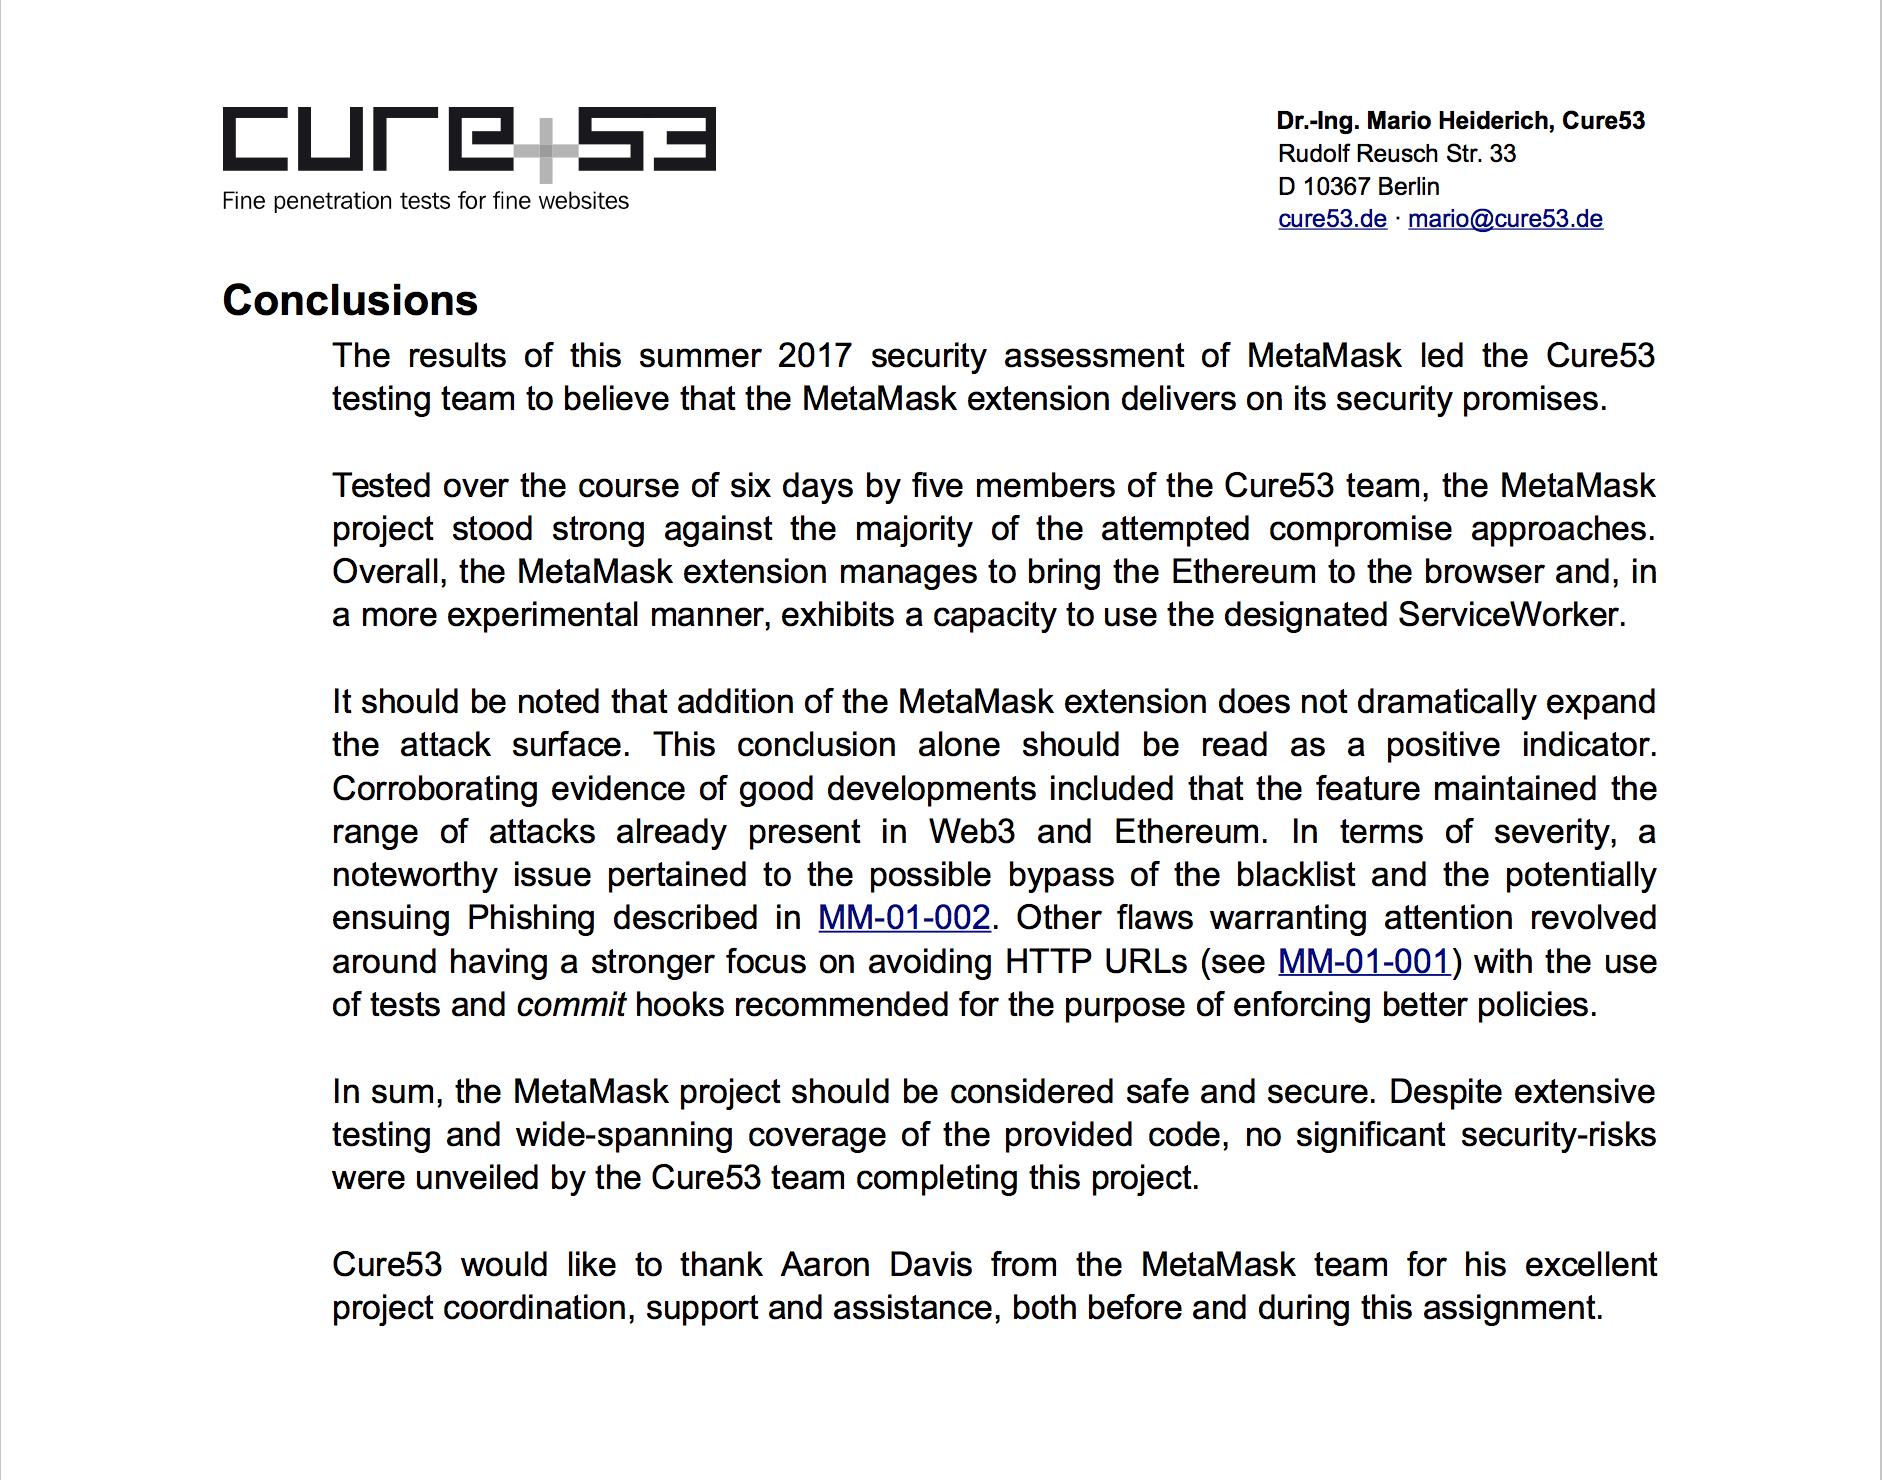 cure+53
Fine penetration tests for fine websites
Dr.-Ing. Mario Heiderich, Cure53
Rudolf Reusch Str. 33
D 10367 Berlin
cure53.de · mario@cure53.de
Conclusions
The results of this summer 2017 security assessment of MetaMask led the Cure53
testing team to believe that the MetaMask extension delivers on its security promises.
Tested over the course of six days by five members of the Cure53 team, the MetaMask
project stood strong against the majority of the attempted compromise approaches.
Overall, the MetaMask extension manages to bring the Ethereum to the browser and, in
a more experimental manner, exhibits a capacity to use the designated ServiceWorker.
It should be noted that addition of the MetaMask extension does not dramatically expand
the attack surface. This conclusion alone should be read as a positive indicator.
Corroborating evidence of good developments included that the feature maintained the
range of attacks already present in Web3 and Ethereum. In terms of severity, a
noteworthy issue pertained to the possible bypass of the blacklist and the potentially
ensuing Phishing described in MM-01-002. Other flaws warranting attention revolved
around having a stronger focus on avoiding HTTP URLs (see MM-01-001) with the use
of tests and commit hooks recommended for the purpose of enforcing better policies.
In sum, the MetaMask project should be considered safe and secure. Despite extensive
testing and wide-spanning coverage of the provided code, no significant security-risks
were unveiled by the Cure53 team completing this project.
Cure53 would like to thank Aaron Davis from the MetaMask team for his excellent
project coordination, support and assistance, both before and during this assignment.